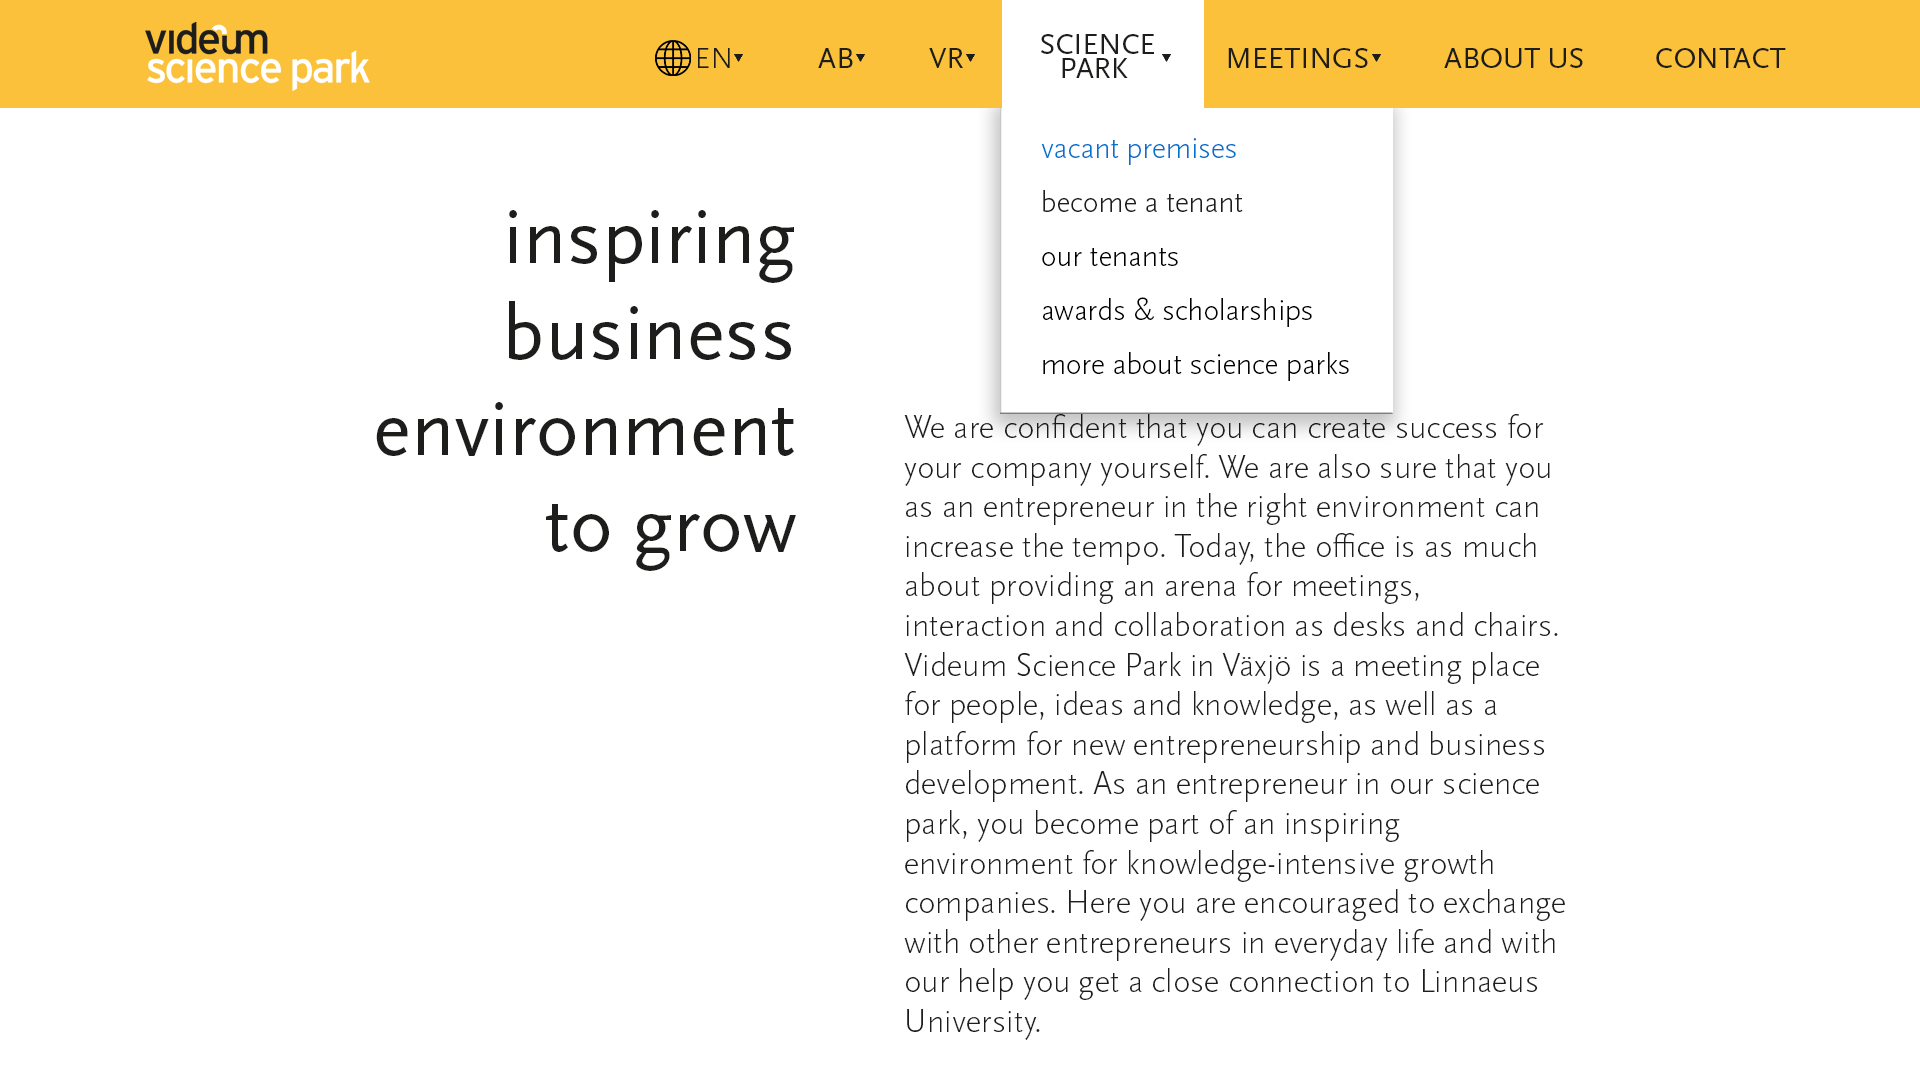 videum
science park
EN
AB
VR
SCIENCE
PARK
MEETINGS
ABOUT US
CONTACT
vacant premises
become a tenant
our tenants
awards & scholarships
more about science parks
inspiring
business
environment
to grow
We are confident that you can create success for
your company yourself. We are also sure that you
as an entrepreneur in the right environment can
increase the tempo. Today, the office is as much
about providing an arena for meetings,
interaction and collaboration as desks and chairs.
Videum Science Park in Växjö is a meeting place
for people, ideas and knowledge, as well as a
platform for new entrepreneurship and business
development. As an entrepreneur in our science
park, you become part of an inspiring
environment for knowledge-intensive growth
companies. Here you are encouraged to exchange
with other entrepreneurs in everyday life and with
our help you get a close connection to Linnaeus
University.